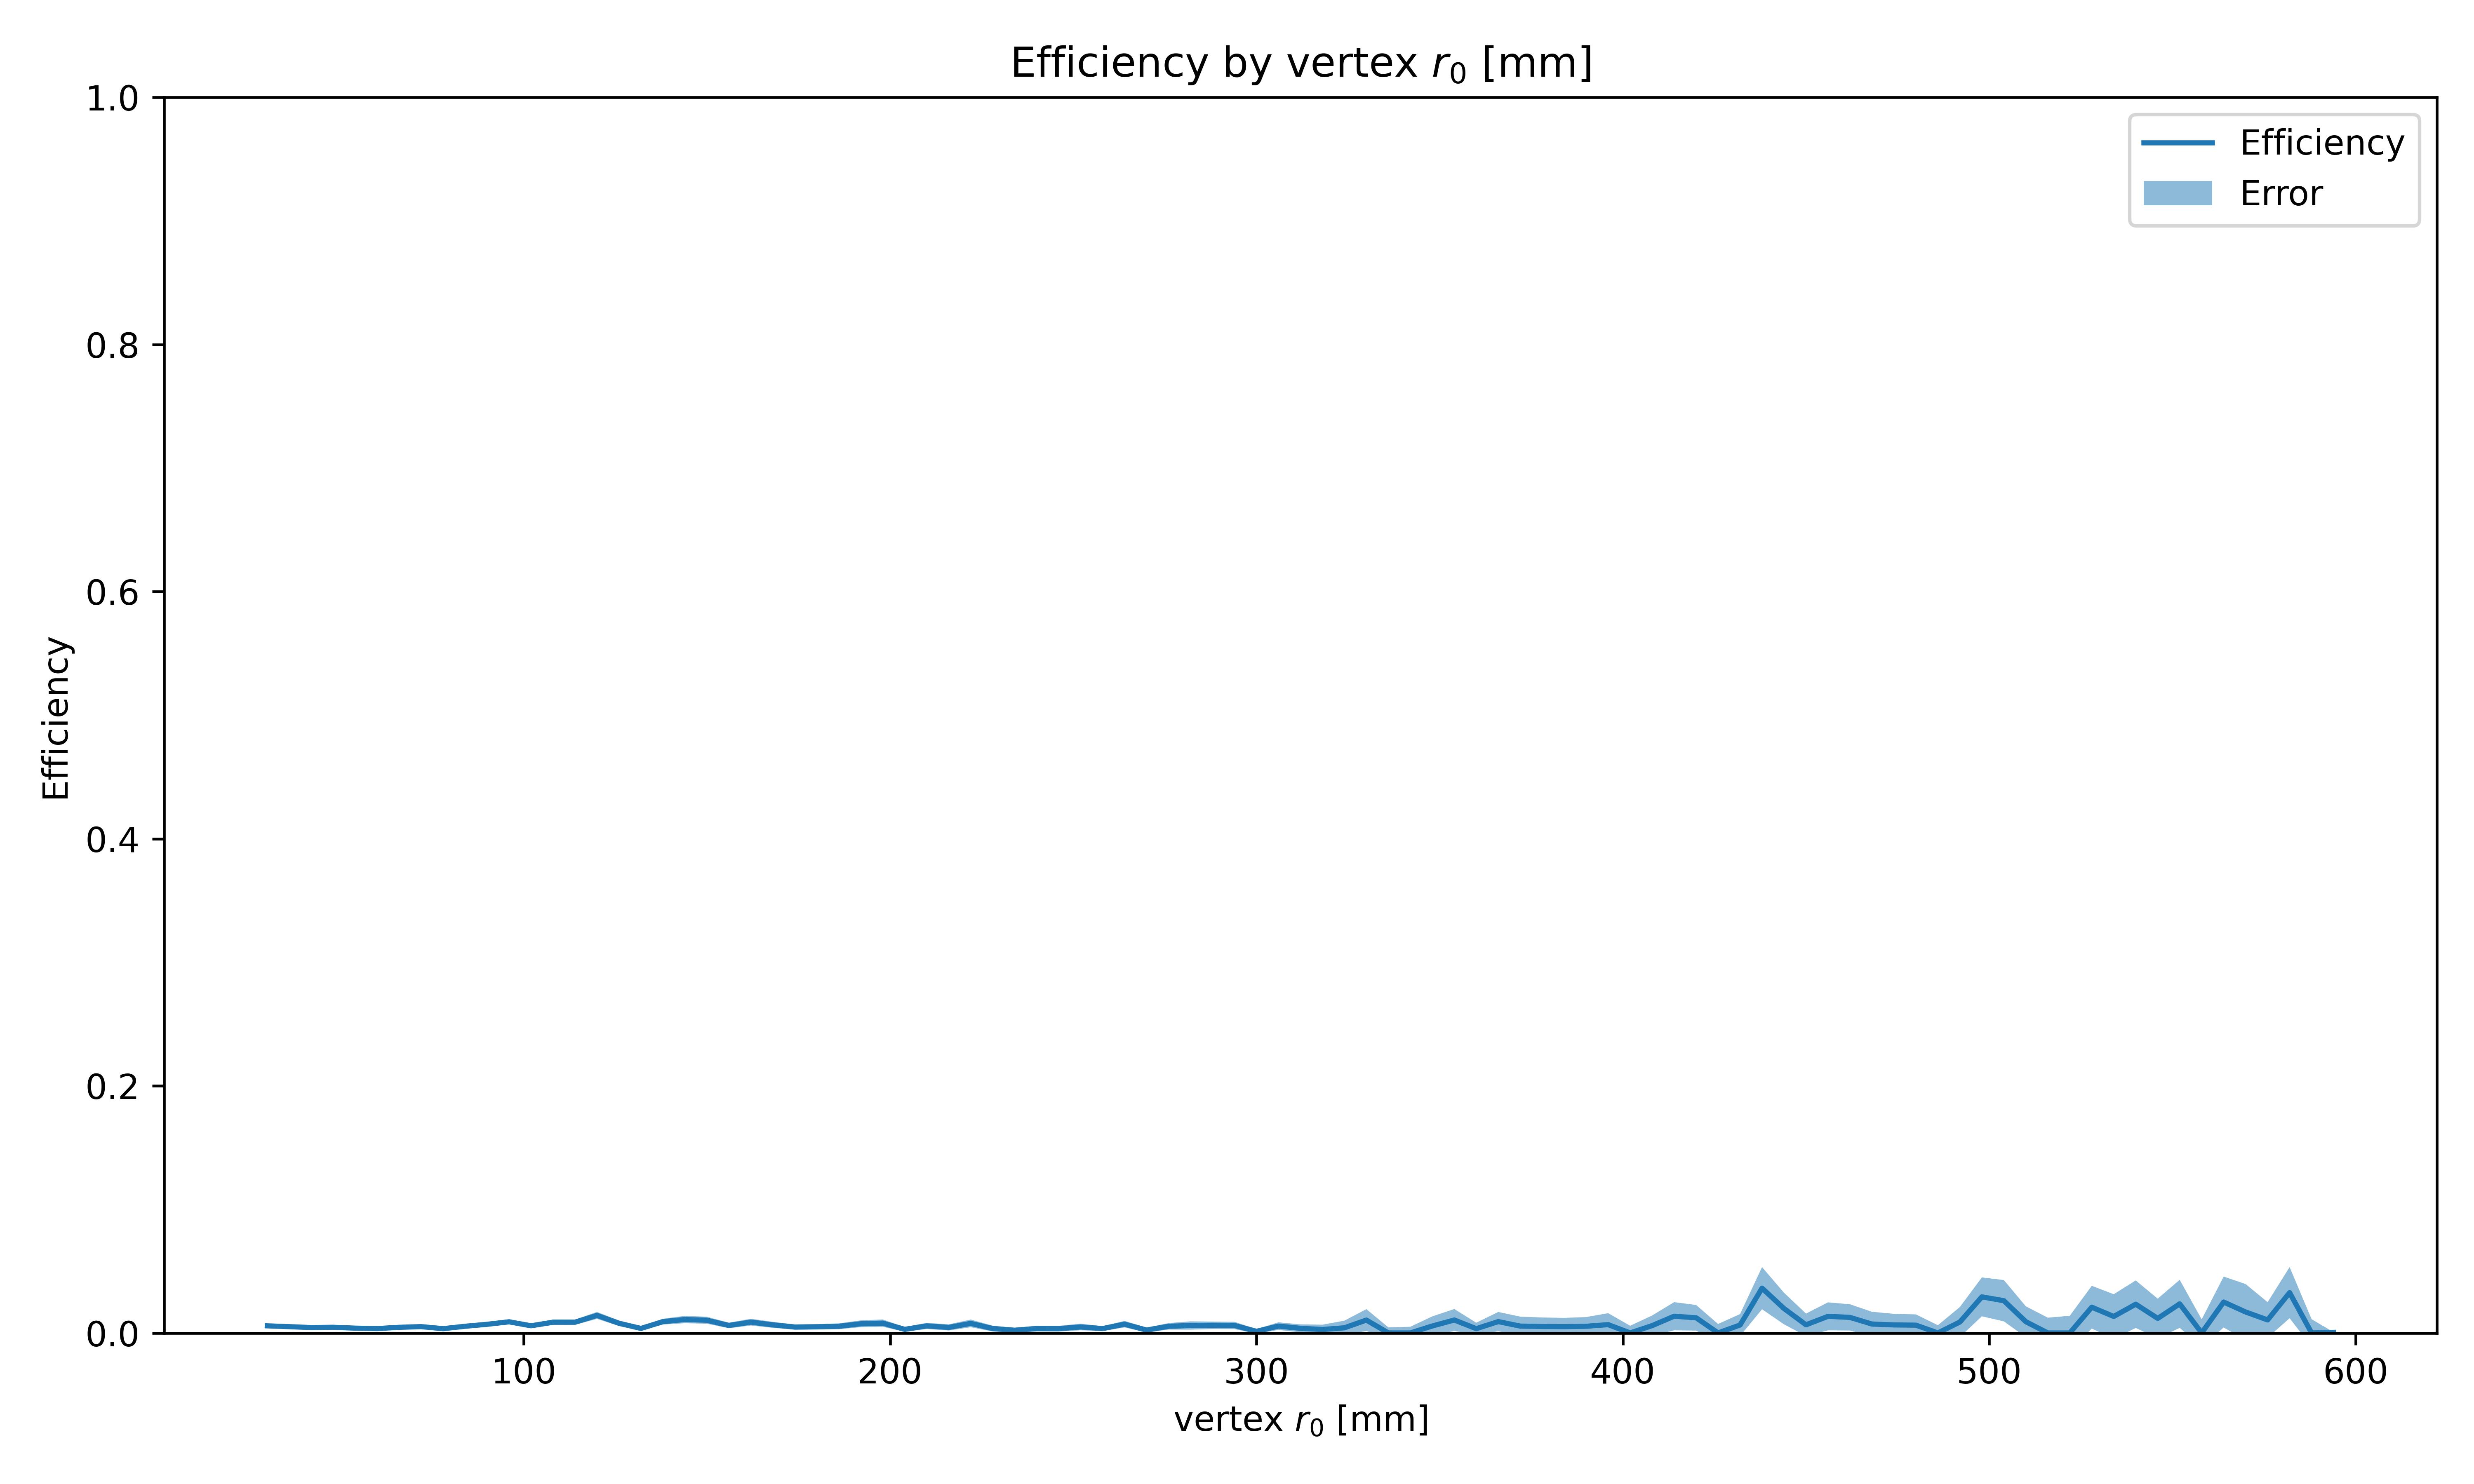 Efficiency by vertex r₀ [mm]
1.0
0.8
0.6
0.4
0.2
0.0
Efficiency
Efficiency
Error
100 200 300 400 500 600
vertex r₀ [mm]